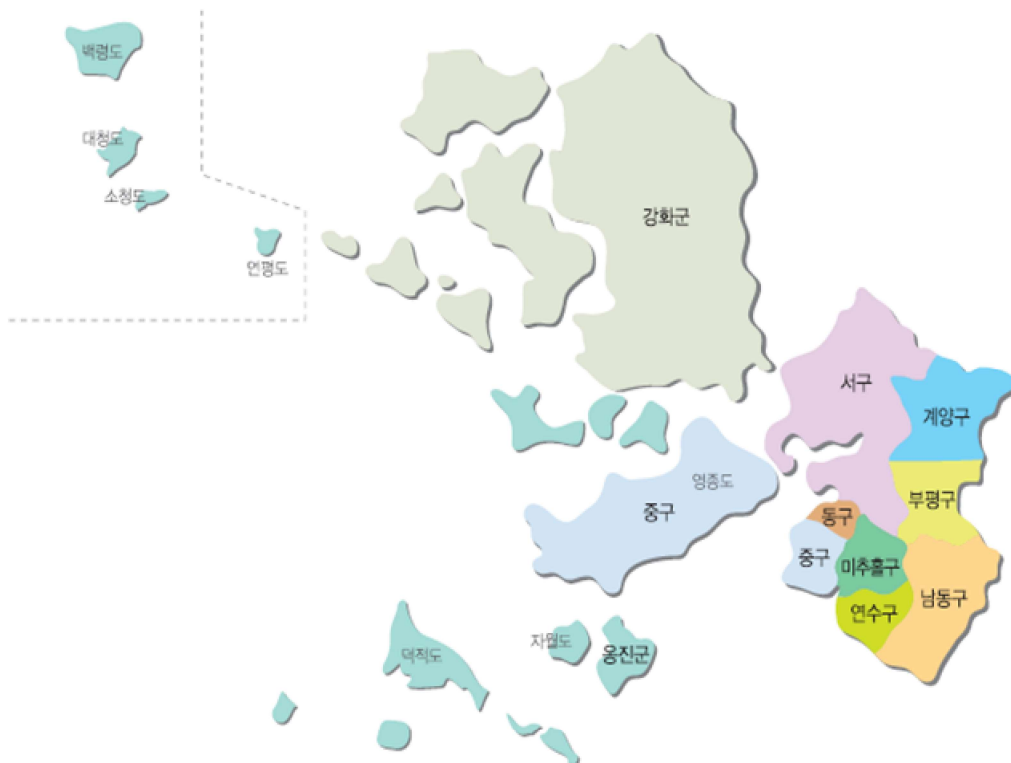 백령도
대청도
소청도
연평도
강화군
서구
계양구
영종도
중구
부평구
동구
중구
미추홀구
남동구
연수구
자월도
옹진군
덕적도